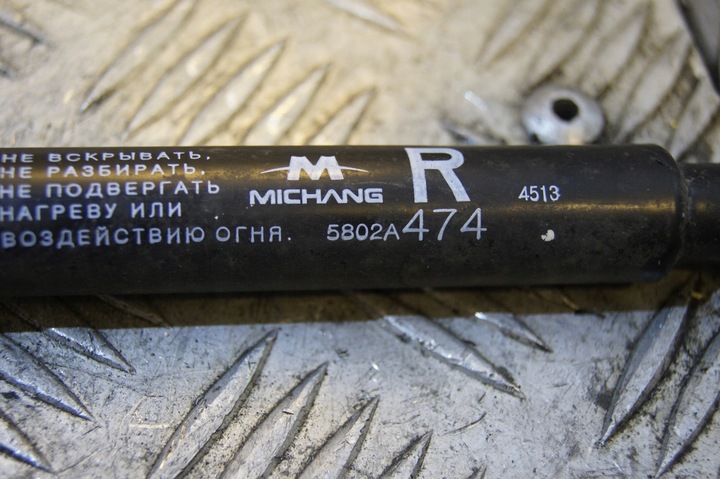 НЕ ВСКРЫВАТЬ,
НЕ РАЗБИРАТЬ,
НЕ ПОДВЕРГАТЬ
НАГРЕВУ ИЛИ
ВОЗДЕЙСТВИЮ ОГНЯ.
M
MICHANG
R
5802A474
4513